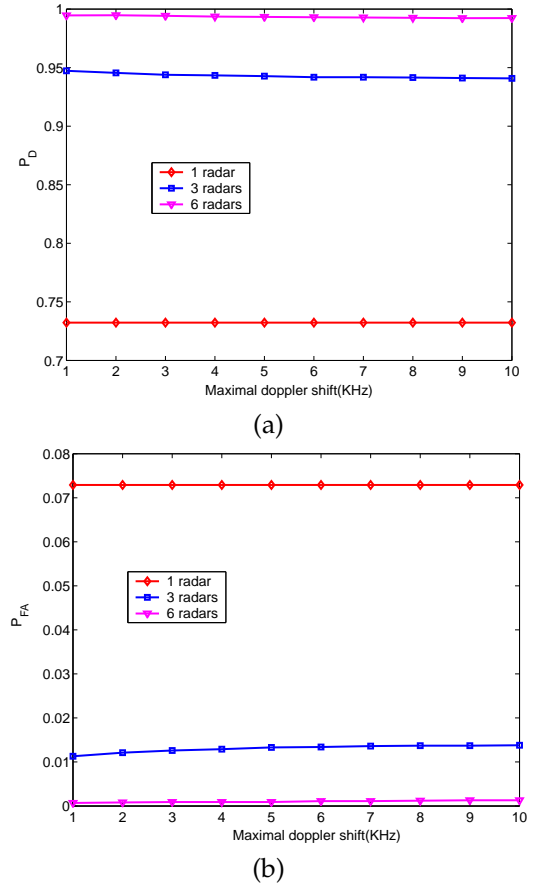 1
0.95
0.9
0.85
0.8
0.75
0.7
P_D
1 radar
3 radars
6 radars
1 2 3 4 5 6 7 8 9 10
Maximal doppler shift(KHz)
(a)
0.08
0.07
0.06
0.05
0.04
0.03
0.02
0.01
0
P_FA
1 radar
3 radars
6 radars
1 2 3 4 5 6 7 8 9 10
Maximal doppler shift(KHz)
(b)